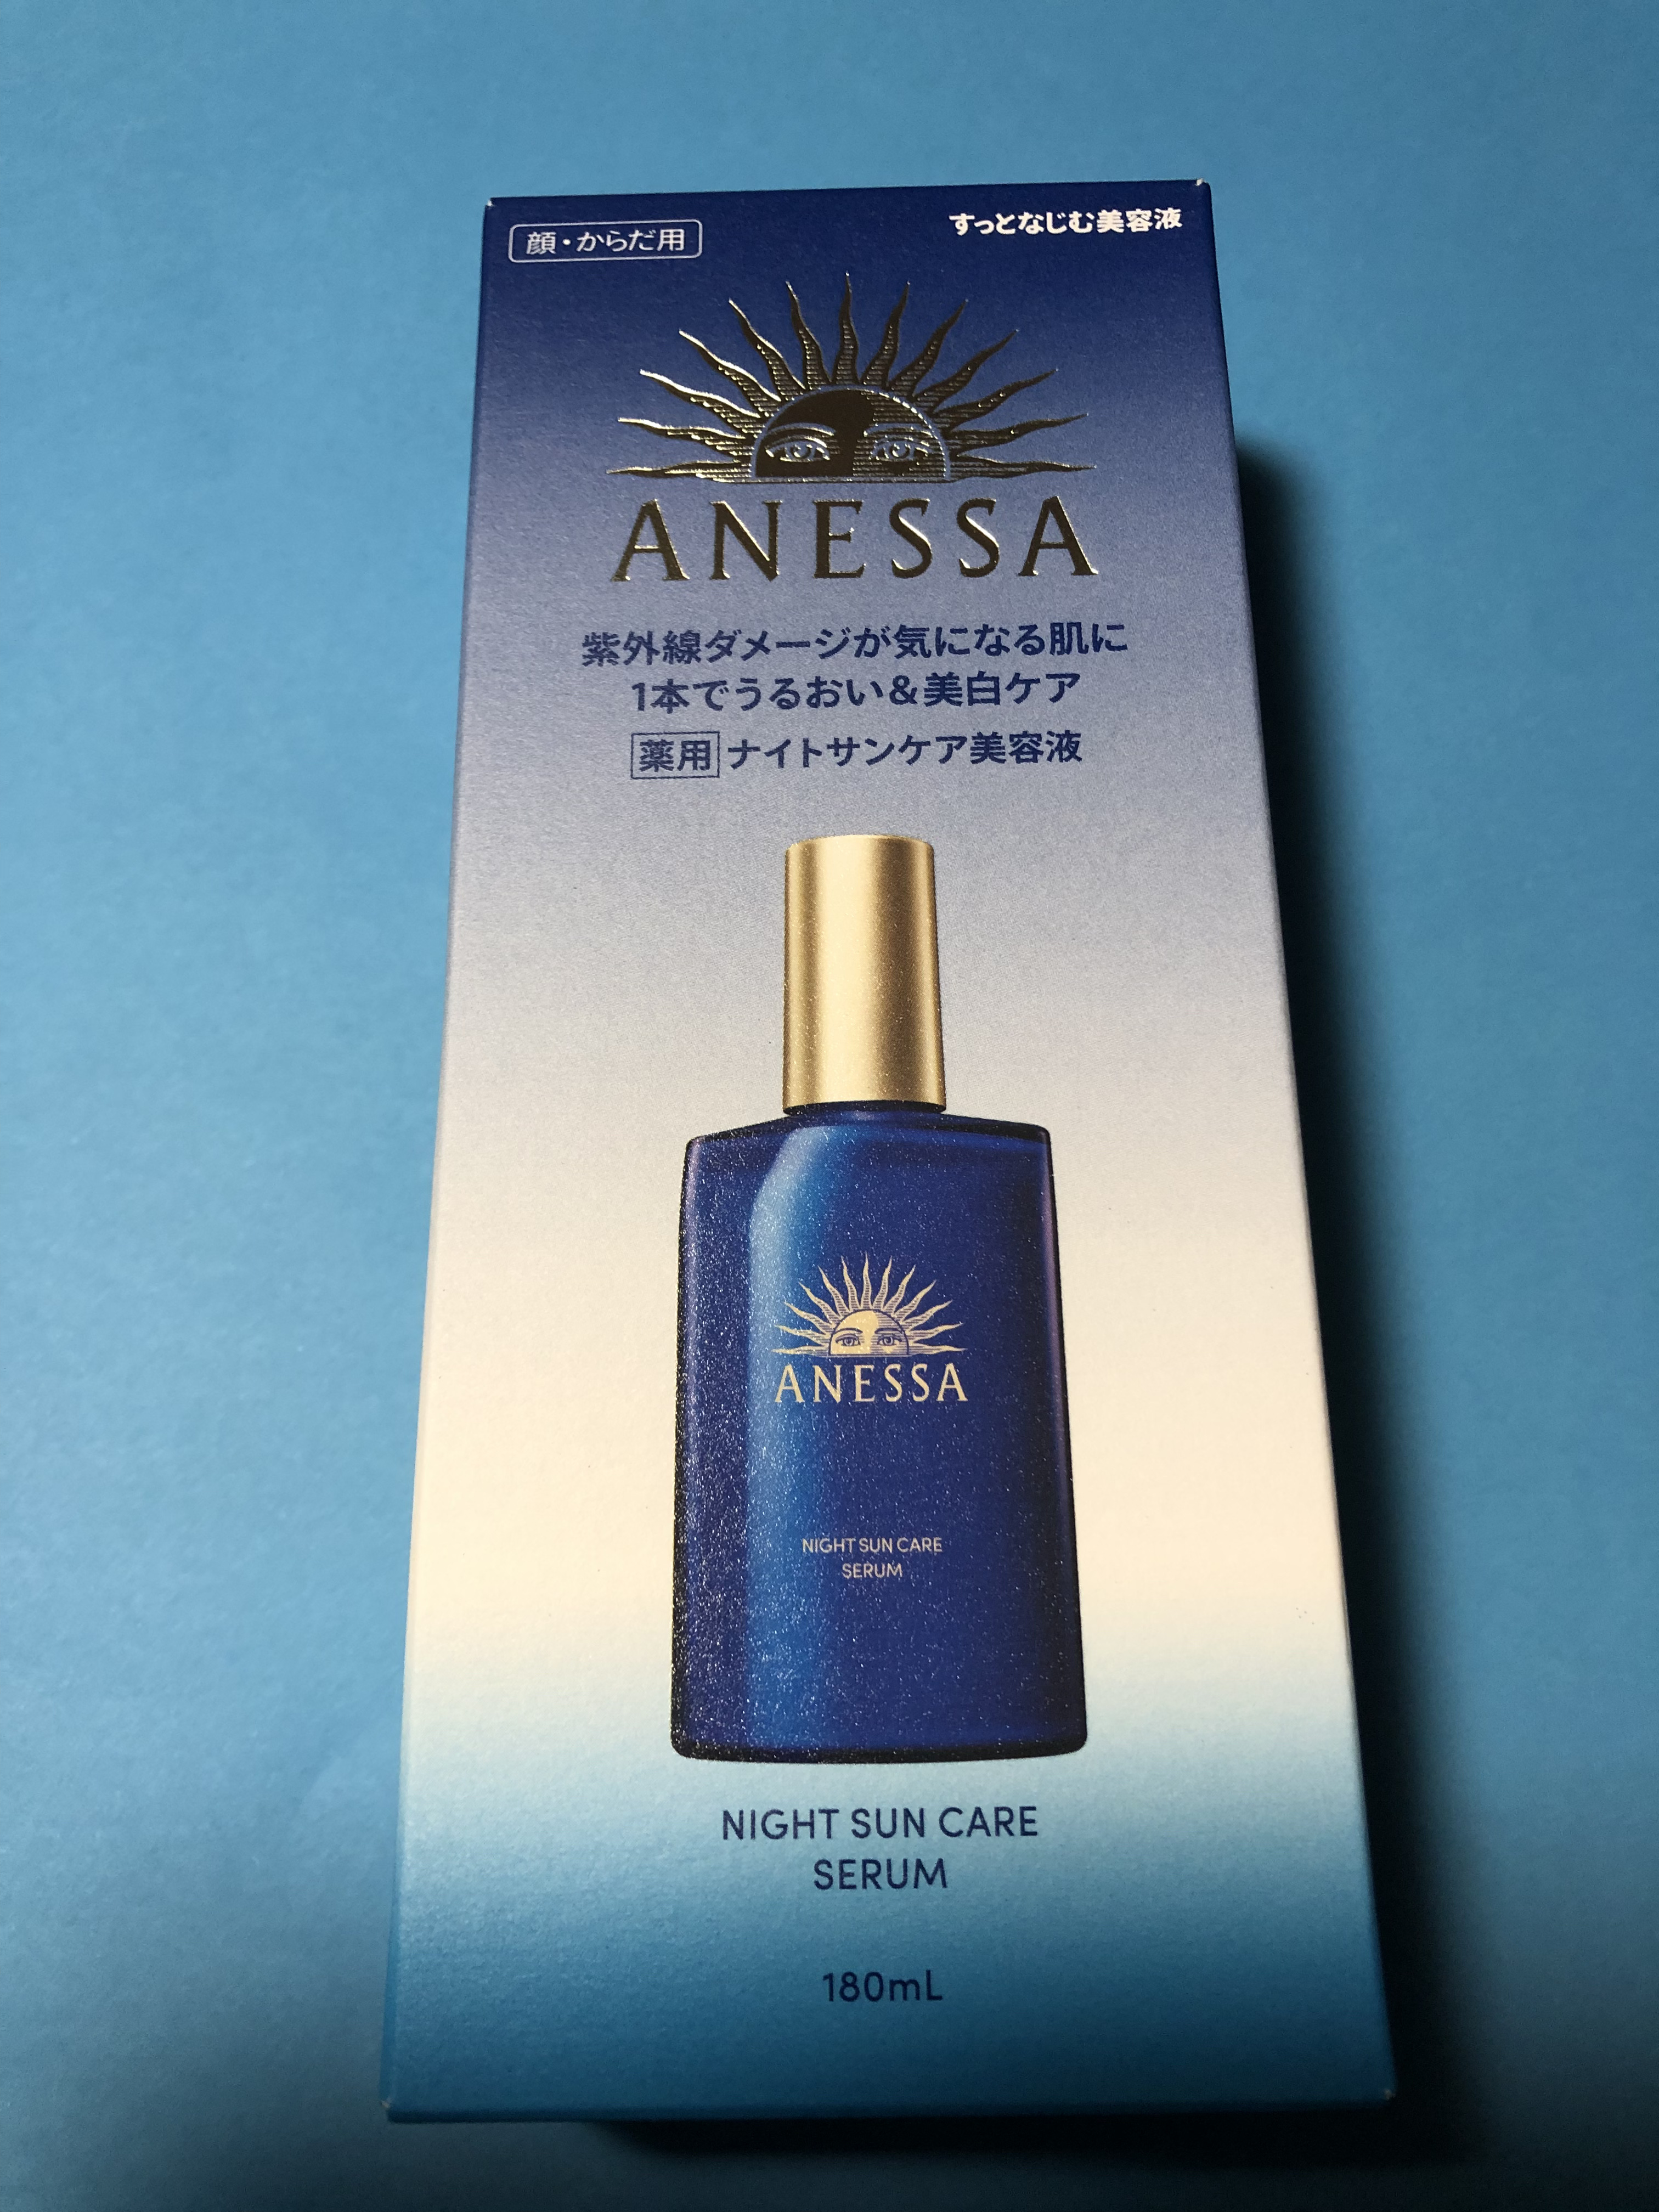 顔・からだ用
すっとなじむ美容液
ANESSA
紫外線ダメージが気になる肌に
1本でうるおい&美白ケア
薬用 ナイトサンケア美容液
ANESSA
NIGHT SUN CARE
SERUM
NIGHT SUN CARE
SERUM
180mL